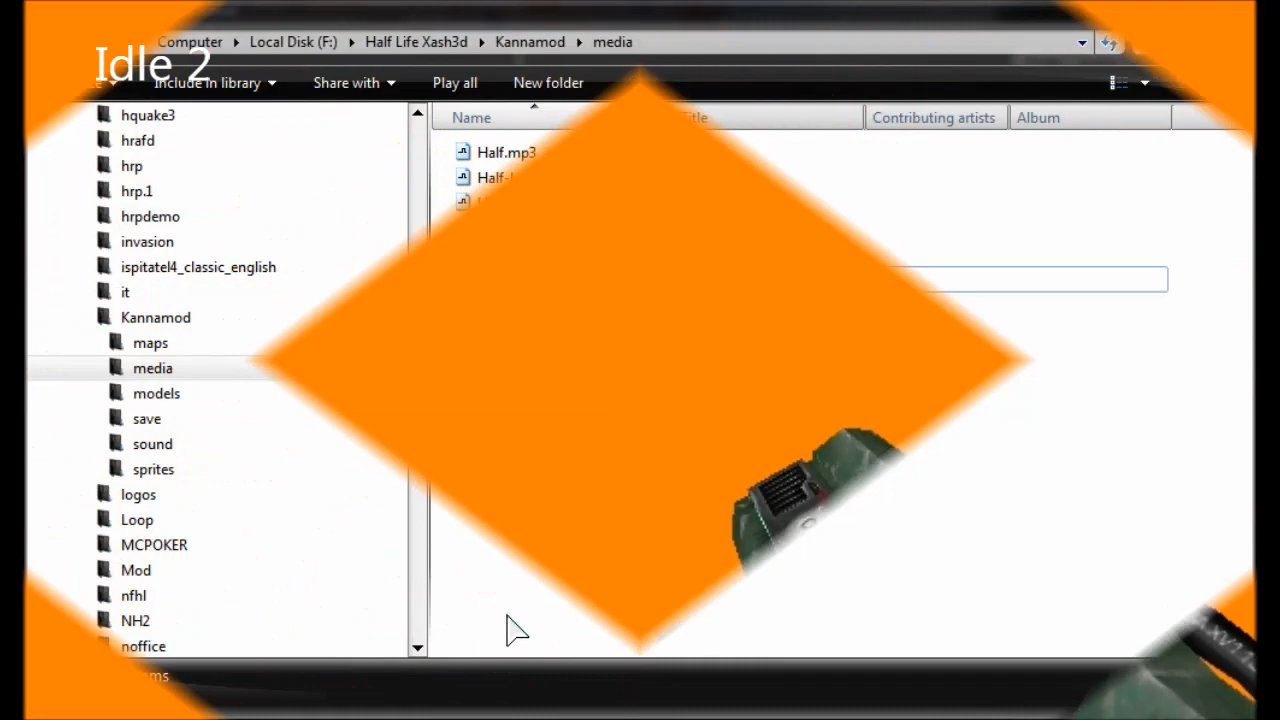 Idle 2
Computer Local Disk (F:) Half Life Xash3d Kannamod media
Include in library Share with Play all New folder
Name Contributing artists Album
hquake3
hrafd
hrp
hrp.1
hrpdemo
invasion
ispitatel4_classic_english
it
Kannamod
maps
media
models
save
sound
sprites
logos
Loop
MCPOKER
Mod
nfhl
NH2
noffice
Half.mp3
Half-